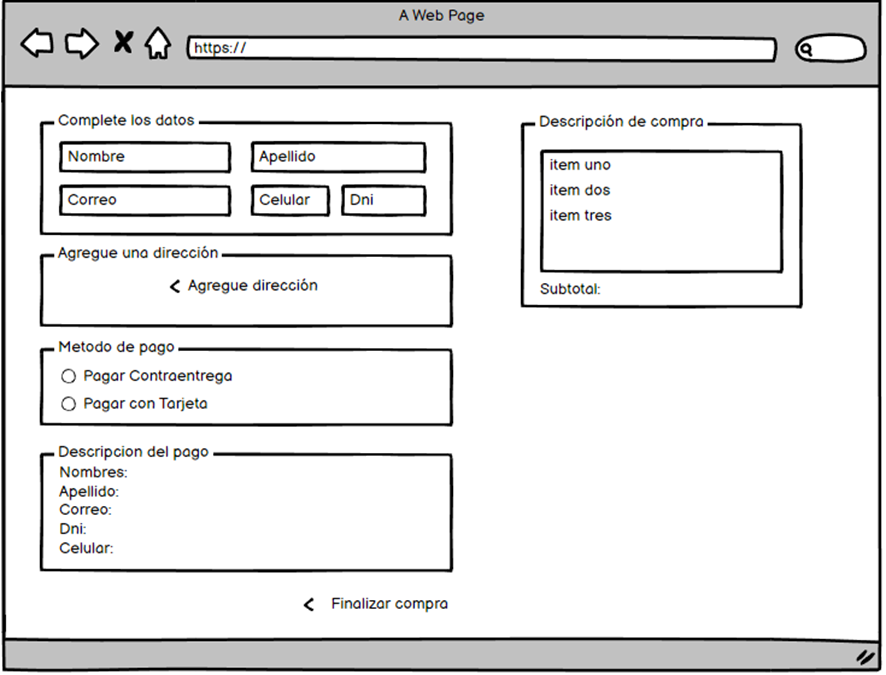 A Web Page
https://
Complete los datos
Nombre
Apellido
Correo
Celular
Dni
Agregue una dirección
Agregue dirección
Metodo de pago
Pagar Contraentrega
Pagar con Tarjeta
Descripcion del pago
Nombres:
Apellido:
Correo:
Dni:
Celular:
Finalizar compra
Descripción de compra
item uno
item dos
item tres
Subtotal: